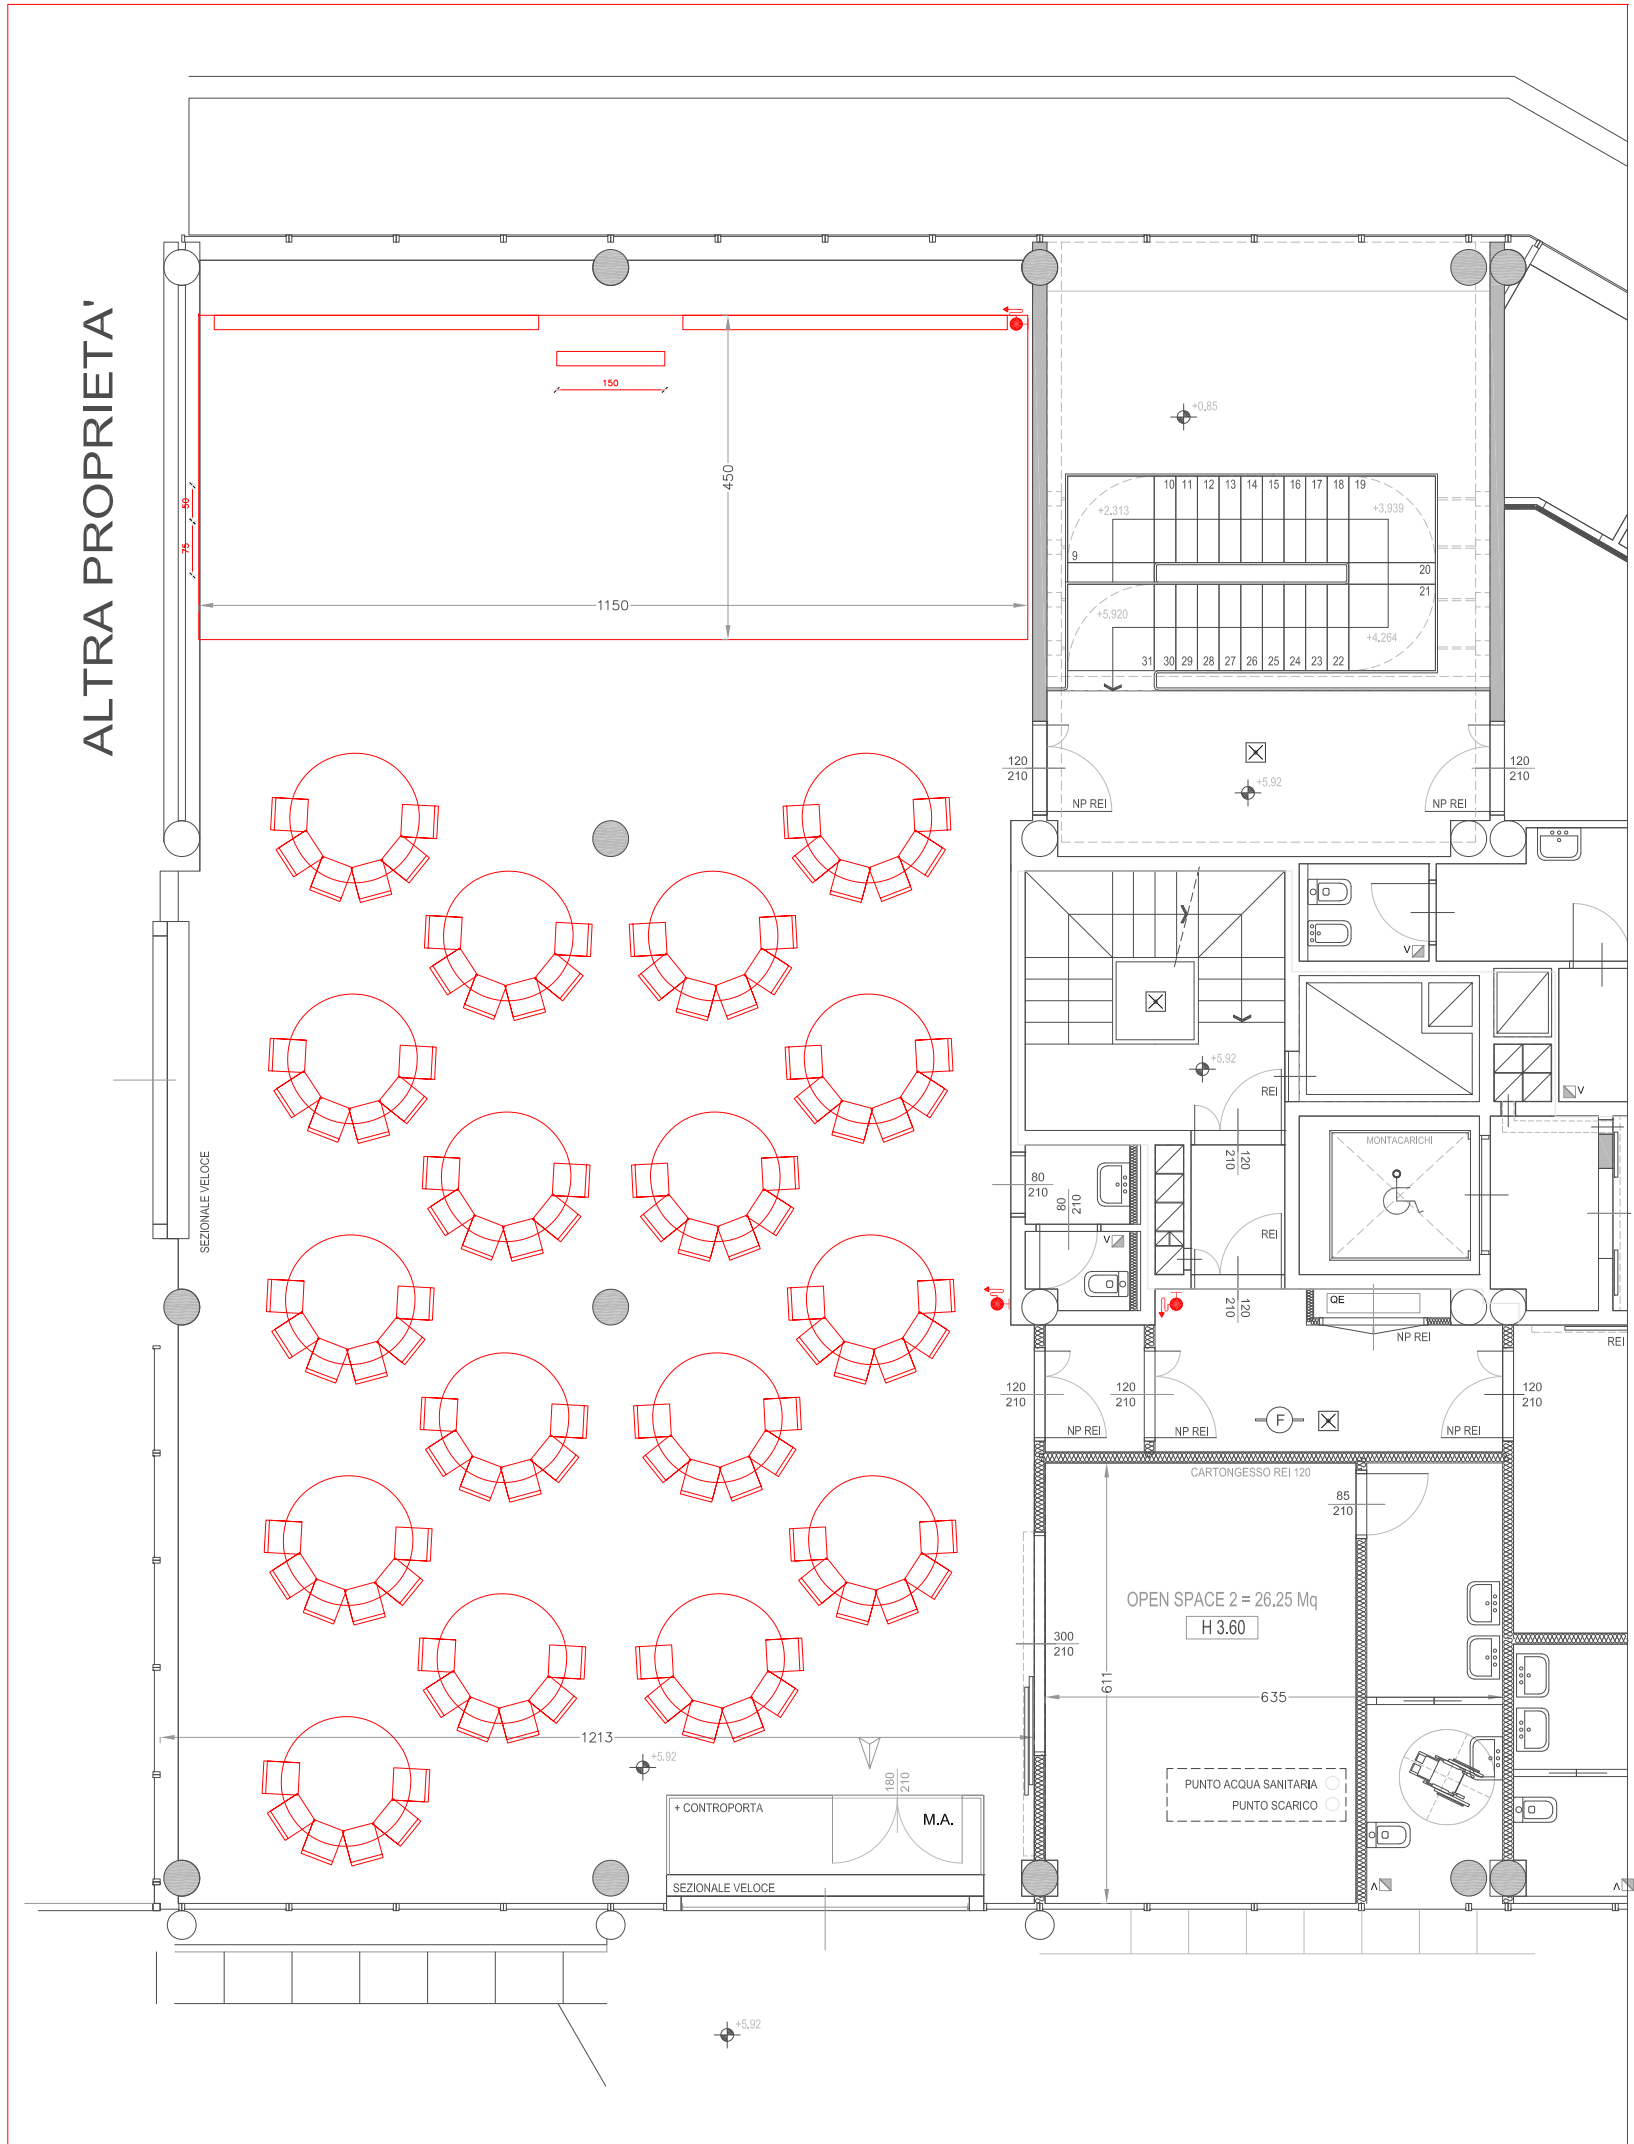 ALTRA PROPRIETA'
150
50
75
450
1150
+0.85
10 11 12 13 14 15 16 17 18 19
+2.313
+3.939
9
20
21
+5.920
+4.264
31 30 29 28 27 26 25 24 23 22
120
210
NP REI
+5.92
NP REI
120
210
V
+5.92
REI
V
SEZIONALE VELOCE
120
210
MONTACARICHI
80
210
80
210
V
REI
120
210
QE
NP REI
REI
120
210
NP REI
120
210
NP REI
F
NP REI
120
210
CARTONGESSO REI 120
85
210
OPEN SPACE 2 = 26.25 Mq
H 3.60
300
210
611
635
1213
+5.92
180
210
+ CONTROPORTA
M.A.
PUNTO ACQUA SANITARIA
PUNTO SCARICO
SEZIONALE VELOCE
V
V
+5.92